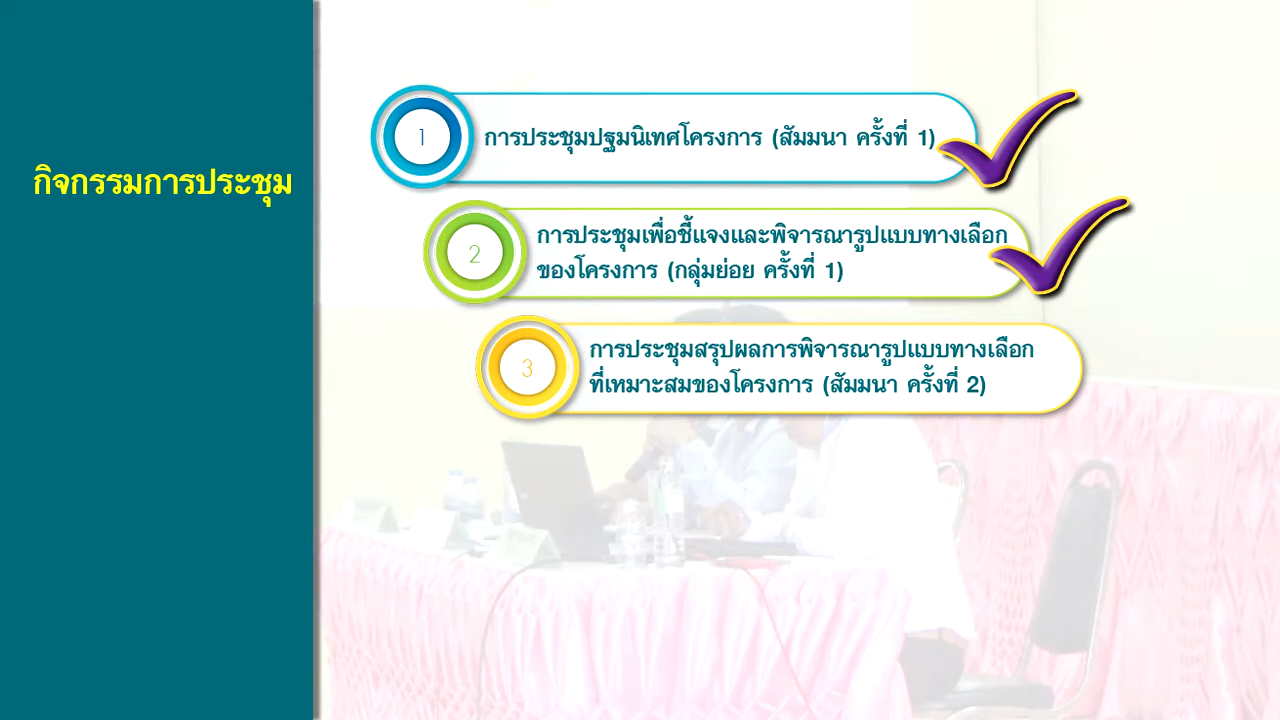 กิจกรรมการประชุม
1
การประชุมปฐมนิเทศโครงการ (สัมมนา ครั้งที่ 1)
2
การประชุมเพื่อชี้แจงและพิจารณารูปแบบทางเลือก
ของโครงการ (กลุ่มย่อย ครั้งที่ 1)
3
การประชุมสรุปผลการพิจารณารูปแบบทางเลือก
ที่เหมาะสมของโครงการ (สัมมนา ครั้งที่ 2)